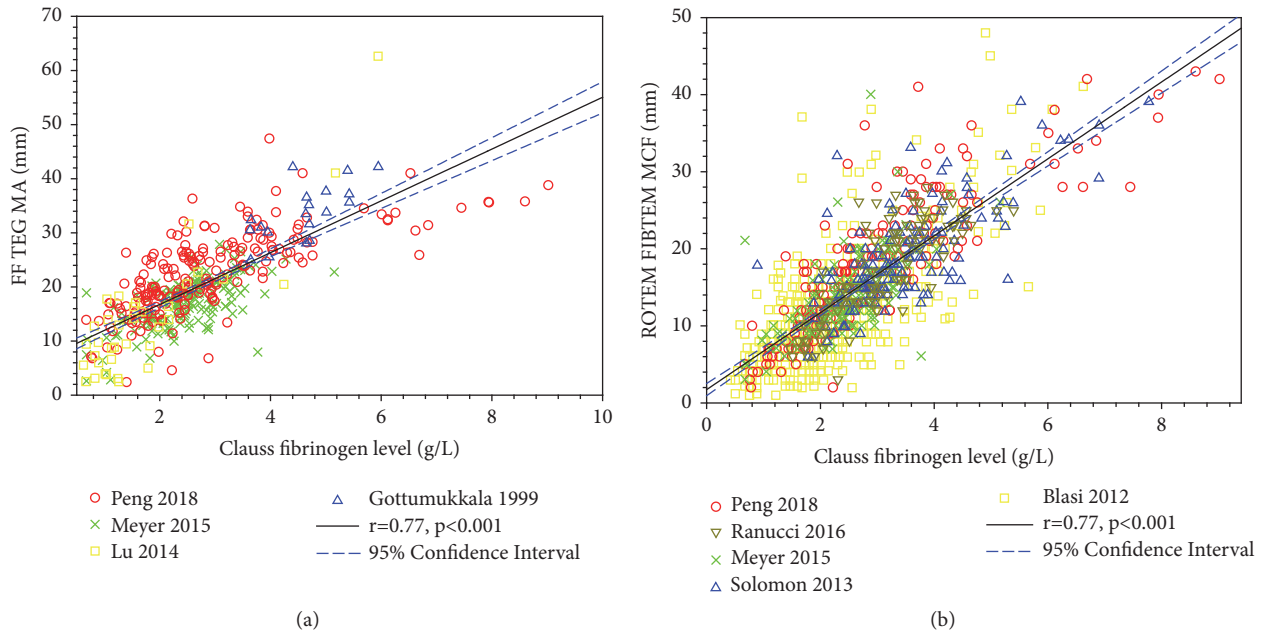 70
60
50
40
30
20
10
0
FF TEG MA (mm)
2 4 6 8 10
Clauss fibrinogen level (g/L)
Peng 2018
Meyer 2015
Lu 2014
Gottumukkala 1999
r=0.77, p<0.001
95% Confidence Interval
(a)
50
40
30
20
10
0
ROTEM FIBTEM MCF (mm)
0 2 4 6 8
Clauss fibrinogen level (g/L)
Peng 2018
Ranucci 2016
Meyer 2015
Solomon 2013
Blasi 2012
r=0.77, p<0.001
95% Confidence Interval
(b)